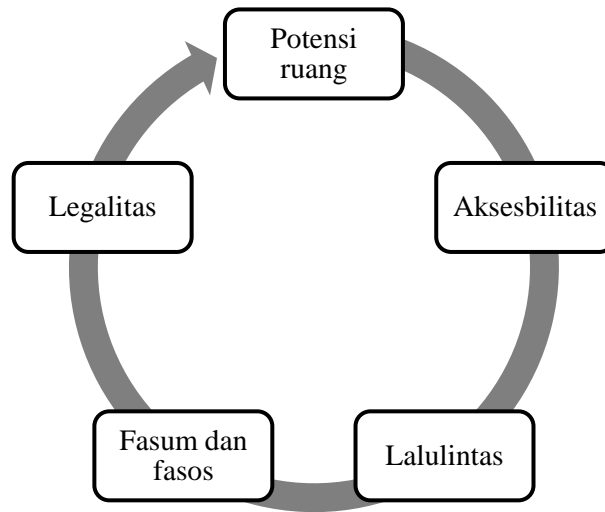 Potensi
ruang
Aksesbilitas
Lalulintas
Fasum dan
fasos
Legalitas